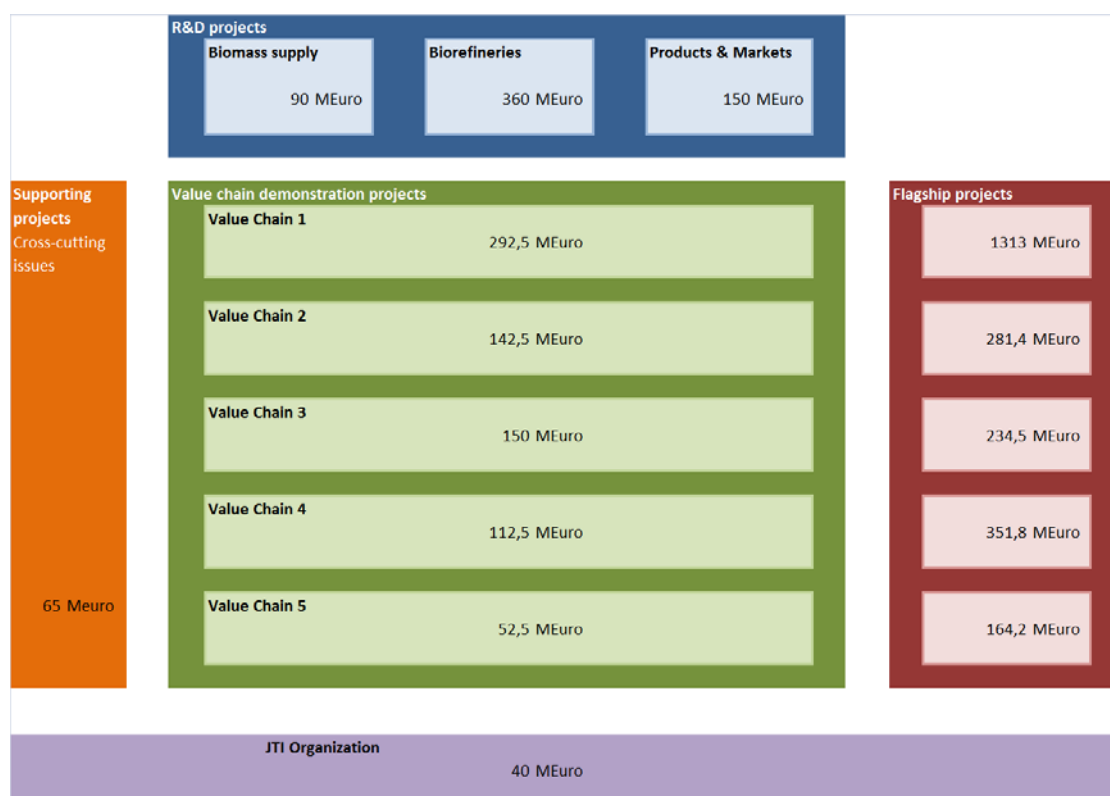 R&D projects
Biomass supply
90 MEuro
Biorefineries
360 MEuro
Products & Markets
150 MEuro
Supporting
projects
Cross-cutting
issues
65 Meuro
Value chain demonstration projects
Value Chain 1
292,5 MEuro
Value Chain 2
142,5 MEuro
Value Chain 3
150 MEuro
Value Chain 4
112,5 MEuro
Value Chain 5
52,5 MEuro
Flagship projects
1313 MEuro
281,4 MEuro
234,5 MEuro
351,8 MEuro
164,2 MEuro
JTI Organization
40 MEuro